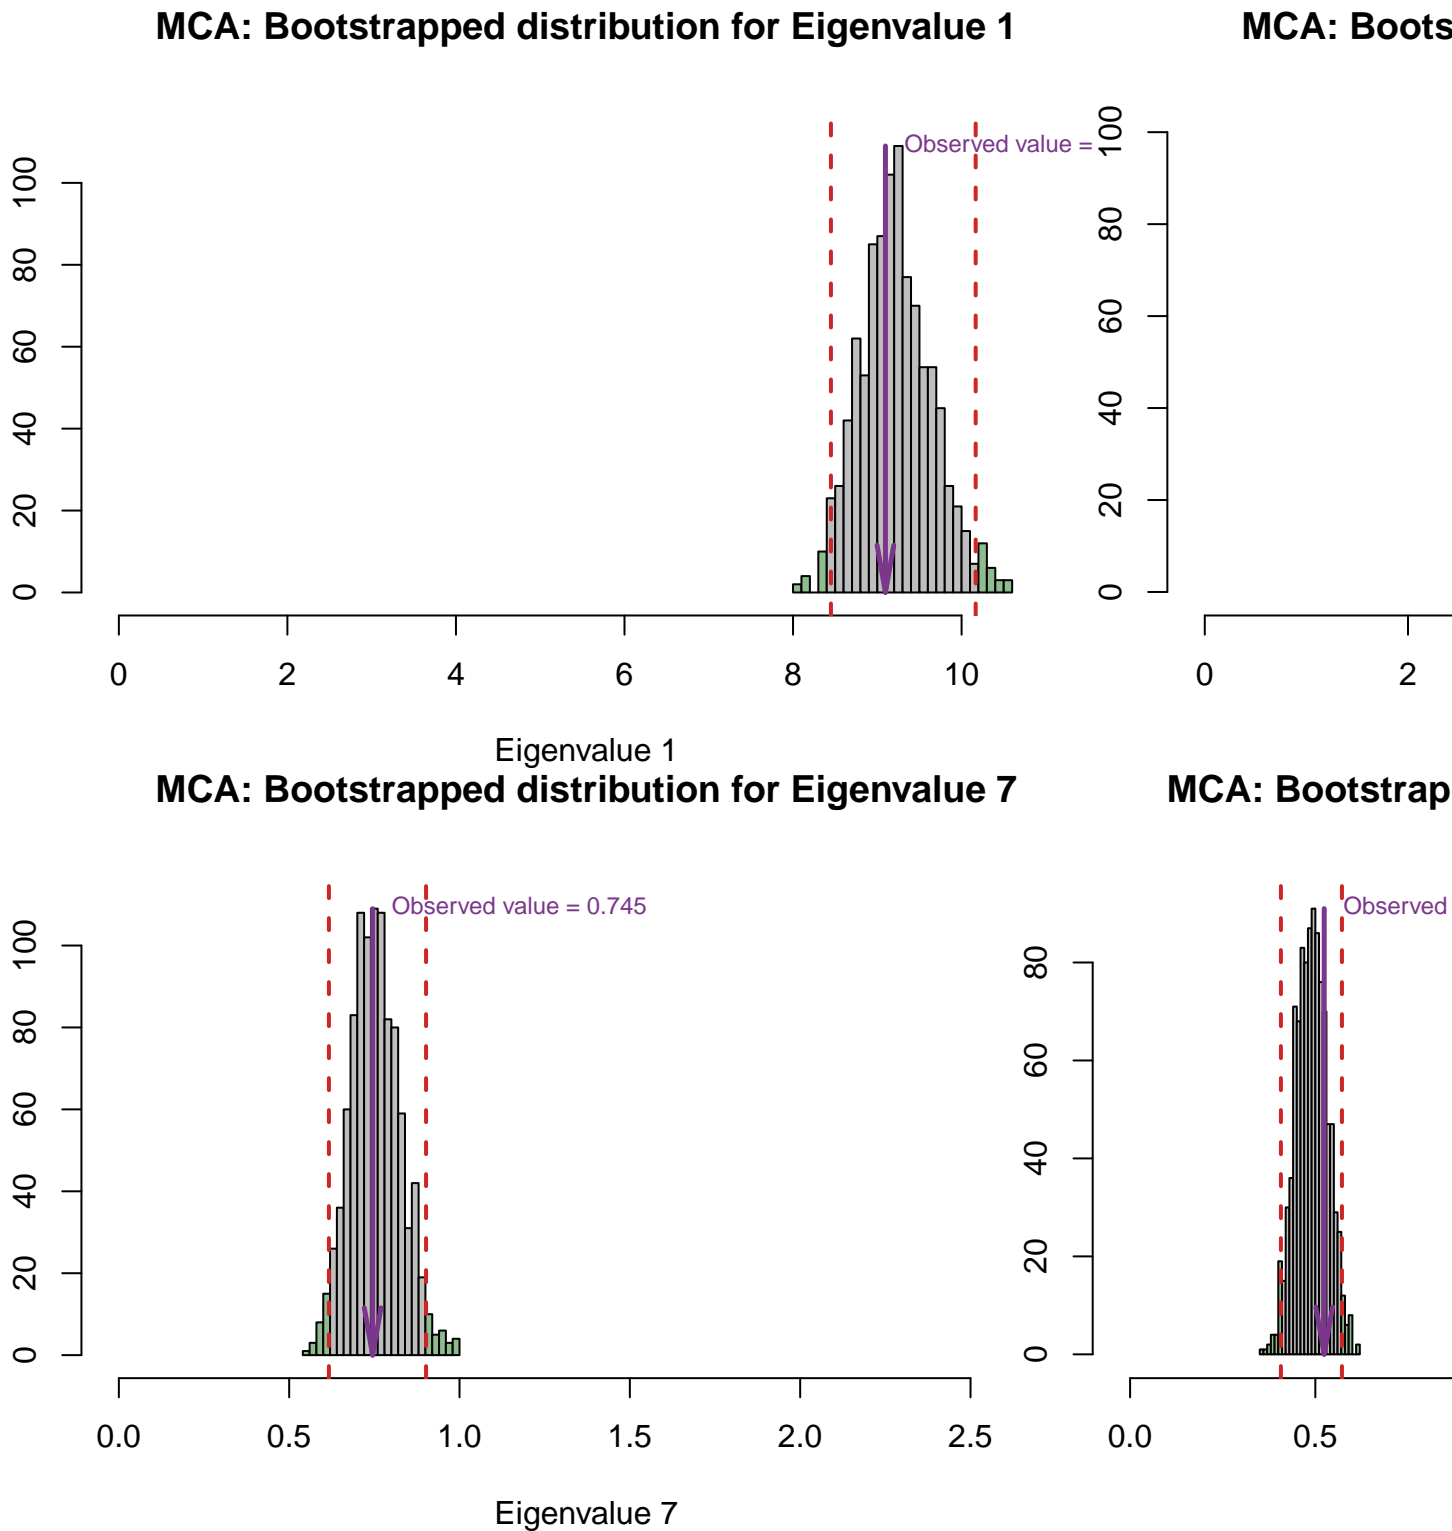 MCA: Bootstrapped distribution for Eigenvalue 1
Observed value =
0 20 40 60 80 100
0 2 4 6 8 10
Eigenvalue 1
MCA: Boots
0 20 40 60 80 100
0 2
MCA: Bootstrapped distribution for Eigenvalue 7
Observed value = 0.745
0 20 40 60 80 100
0.0 0.5 1.0 1.5 2.0 2.5
Eigenvalue 7
MCA: Bootstrap
Observed
0 20 40 60 80
0.0 0.5